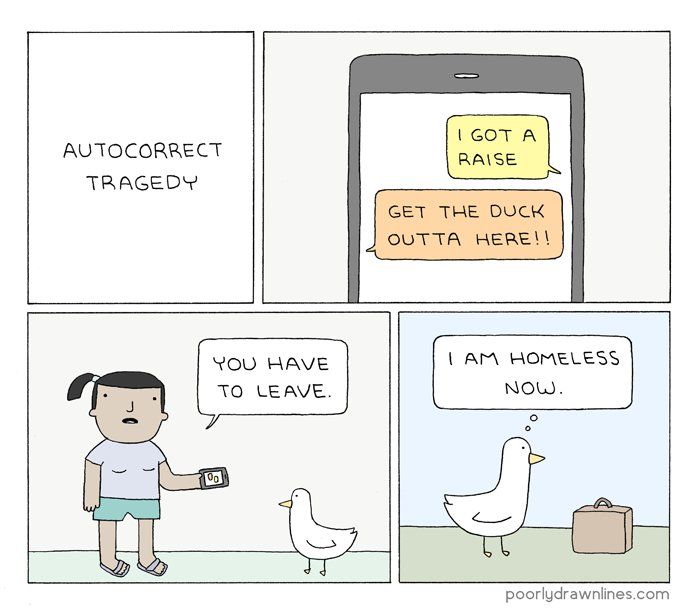 AUTOCORRECT
TRAGEDY
I GOT A
RAISE
GET THE DUCK
OUTTA HERE!!
YOU HAVE
TO LEAVE.
I AM HOMELESS
NOW.
poorlydrawnlines.com